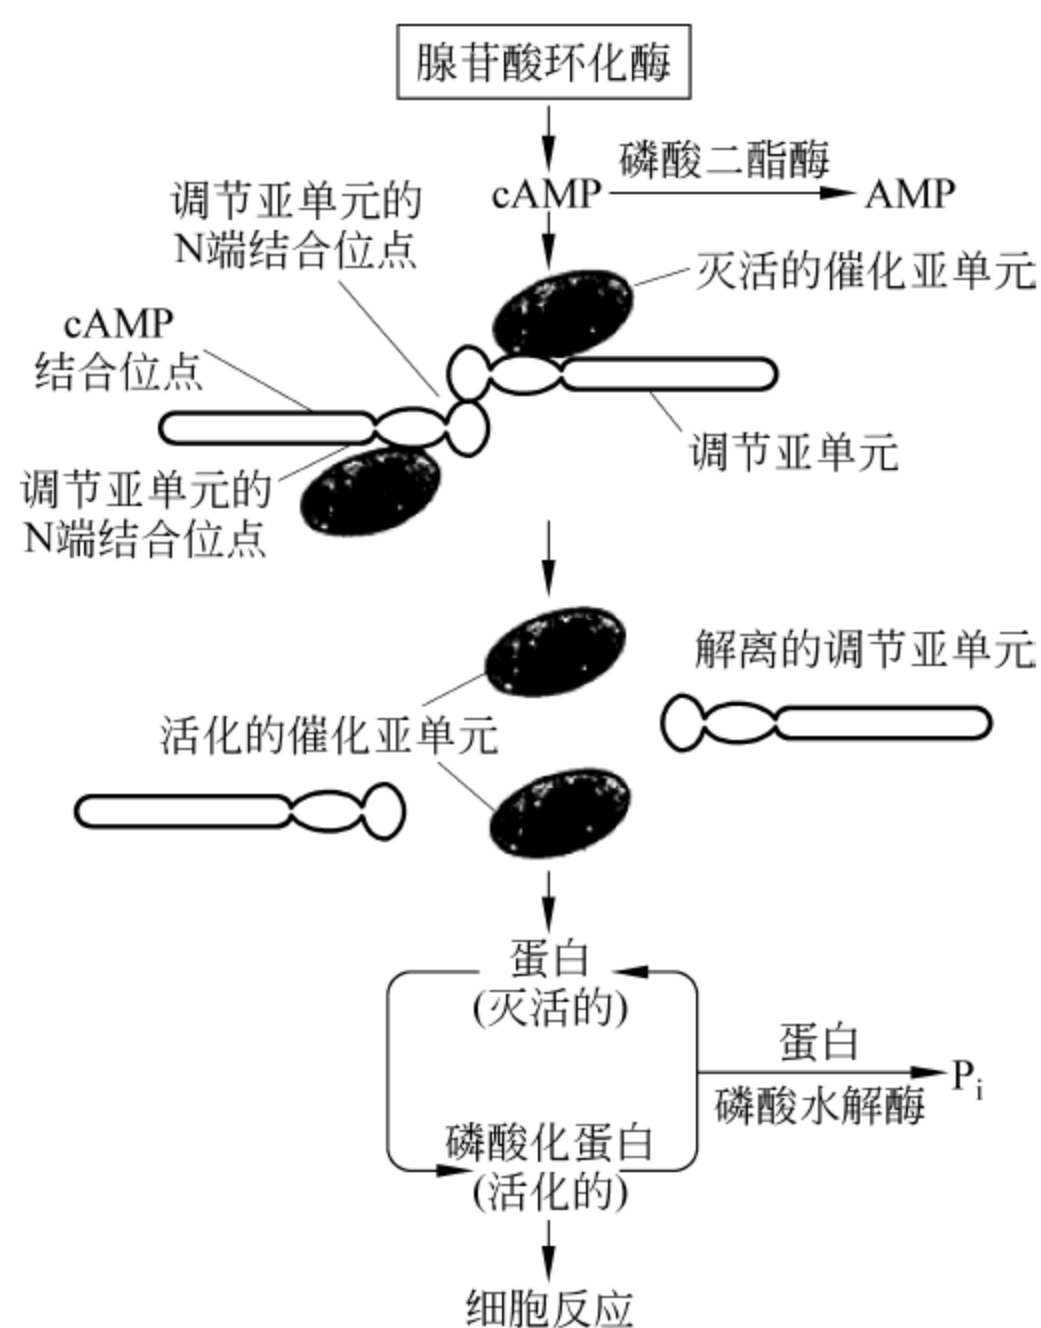 腺苷酸环化酶
磷酸二酯酶
cAMP
AMP
调节亚单元的
N端结合位点
灭活的催化亚单元
cAMP
结合位点
调节亚单元
调节亚单元的
N端结合位点
解离的调节亚单元
活化的催化亚单元
蛋白
(灭活的)
蛋白
Pi
磷酸水解酶
磷酸化蛋白
(活化的)
细胞反应